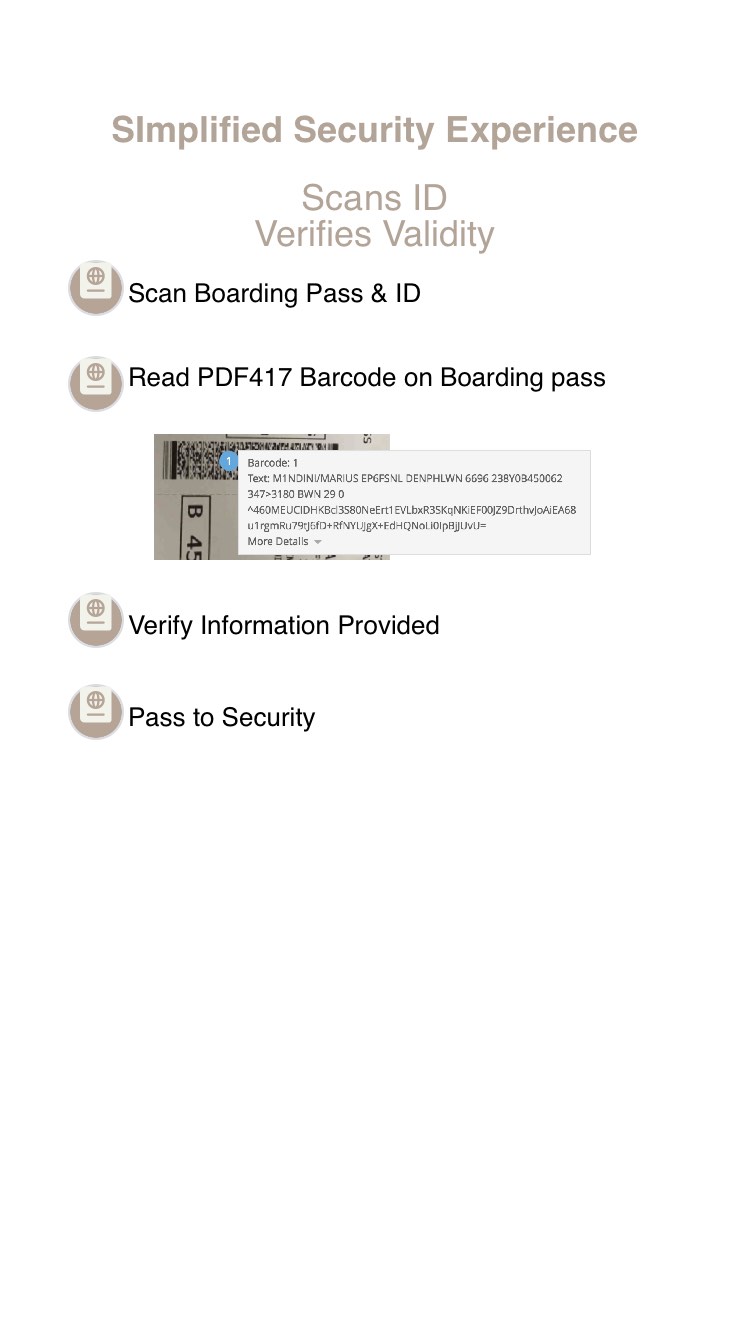 SImplified Security Experience
Scans ID
Verifies Validity
Scan Boarding Pass & ID
Read PDF417 Barcode on Boarding pass
1
Barcode: 1
Text: M1NDINI/MARIUS EP6FSNL DENPHLWN 6696 238Y0B450062
347>3180 BWN 29 0
^460MEUCIDHKBcl3S80NeErt1EVLbxR3SKqNKiEF00JZ9DrthvJoAiEA68
u1rgmRu79tJ6fD+RfNYUJgX+EdHQNoLi0IpBjJUvU=
More Details
B 45
Verify Information Provided
Pass to Security